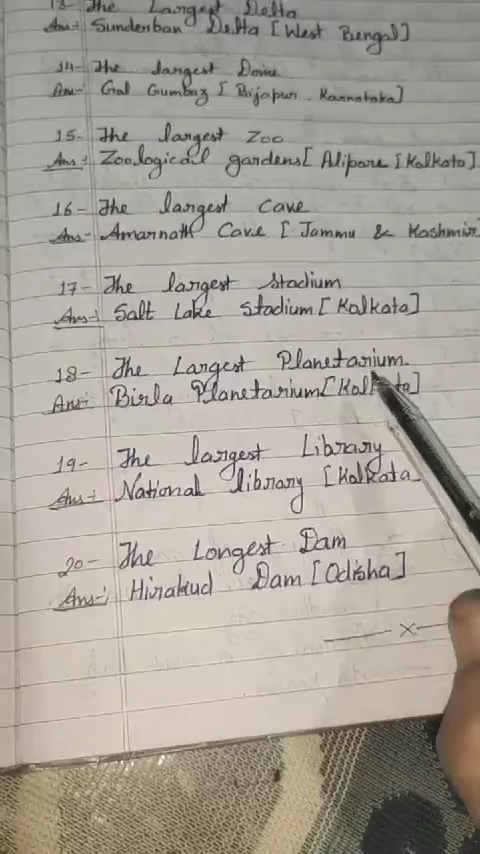 13- The Largest Delta
Ans:- Sundenban Delta [West Bengal]
14- The largest Dome
Ans- Gol Gumbaz [Bijapur. Karnataka]
15- The largest Zoo
Ans:- Zoological gardens [Alipore [Kolkata]
16- The largest Cave
Ans:- Amarnath Cave [Jammu & Kashmir
17- The largest Stadium
Ans:- Salt Lake Stadium [Kolkata]
18- The Largest Planetarium
Ans:- Birla Planetarium [Kolkata]
19- The largest Library
Ans:- National library [Kolkata
20- The Longest Dam
Ans:- Hirakud Dam [Odisha]